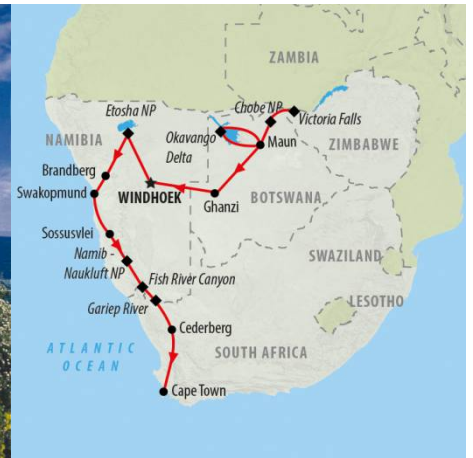 ZAMBIA
Etosha NP
Chobe NP
Victoria Falls
NAMIBIA
Okavango
Delta
Maun
ZIMBABWE
Brandberg
Swakopmund
WINDHOEK
Ghanzi
BOTSWANA
Sossusvlei
Namib -
Naukluft NP
SWAZILAND
Fish River Canyon
Gariep River
LESOTHO
Cederberg
ATLANTIC
OCEAN
SOUTH AFRICA
Cape Town